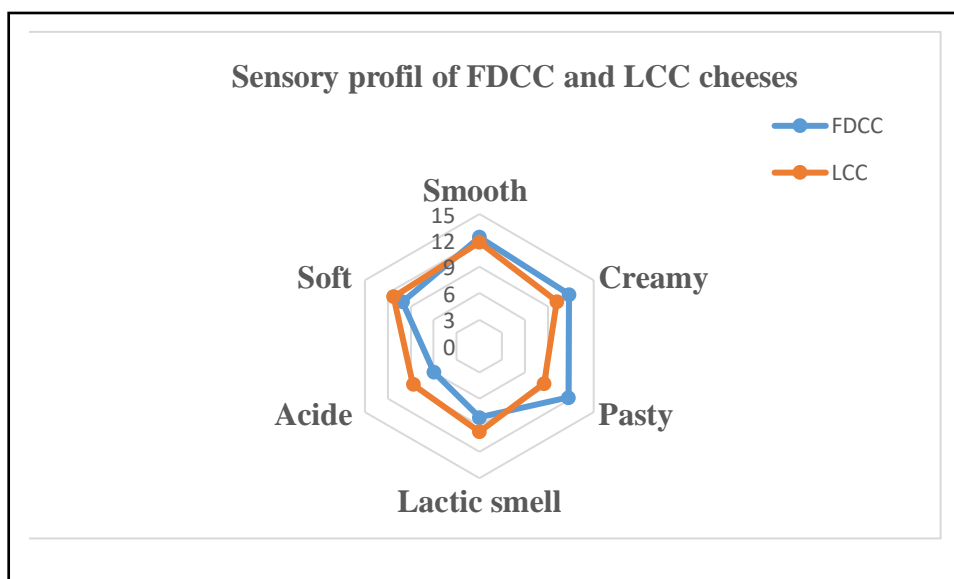 Sensory profil of FDCC and LCC cheeses
FDCC
LCC
Smooth
15
12
9
6
3
0
Soft
Creamy
Acide
Pasty
Lactic smell